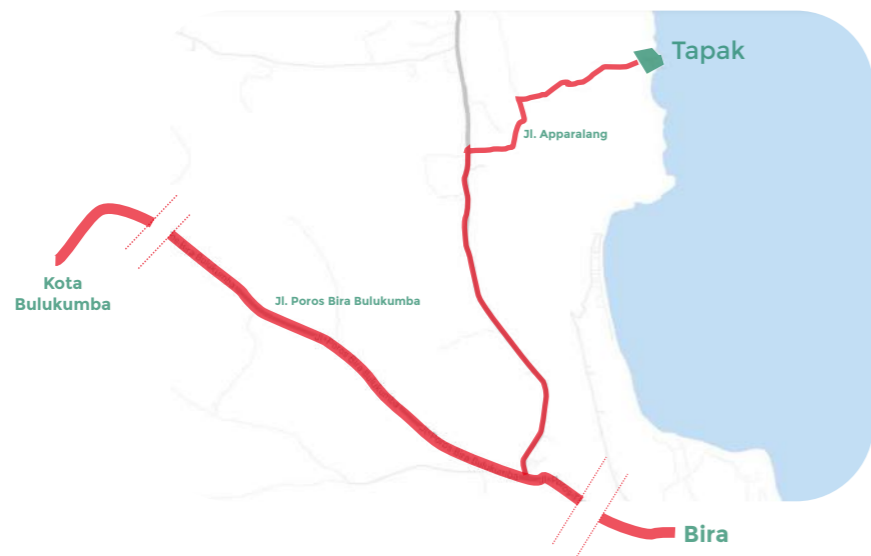 Tapak
Jl. Apparalang
Kota
Bulukumba
Jl. Poros Bira Bulukumba
Bira